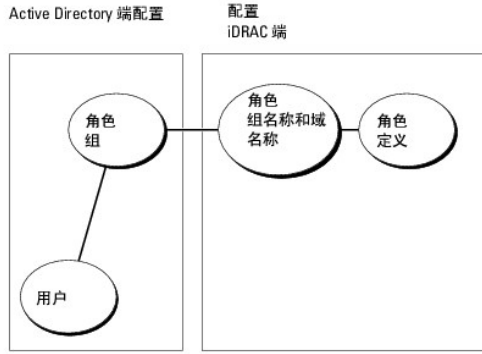 Active Directory 端配置
配置
iDRAC 端
角色
组
角色
组名称和域
名称
角色
定义
用户